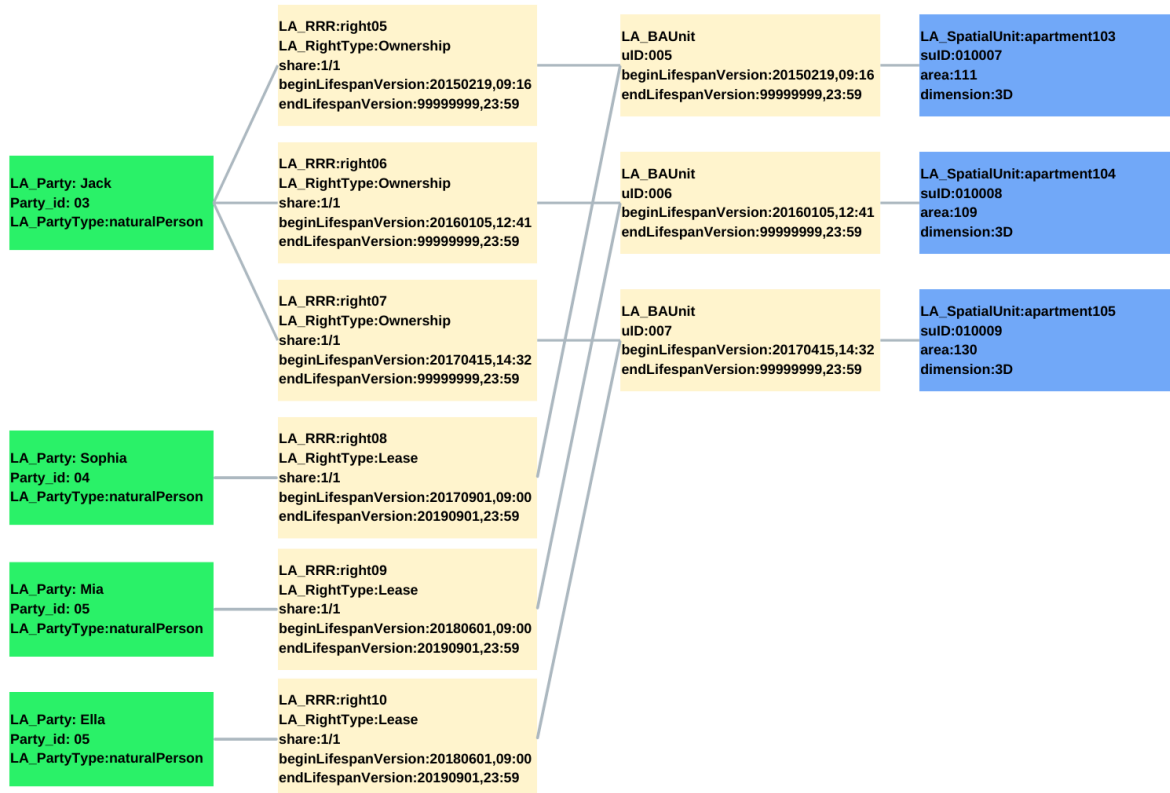 LA_RRR:right05
LA_RightType:Ownership
share:1/1
beginLifespanVersion:20150219,09:16
endLifespanVersion:99999999,23:59
LA_BAUnit
uID:005
beginLifespanVersion:20150219,09:16
endLifespanVersion:99999999,23:59
LA_SpatialUnit:apartment103
suID:010007
area:111
dimension:3D
LA_Party: Jack
Party_id: 03
LA_PartyType:naturalPerson
LA_RRR:right06
LA_RightType:Ownership
share:1/1
beginLifespanVersion:20160105,12:41
endLifespanVersion:99999999,23:59
LA_BAUnit
uID:006
beginLifespanVersion:20160105,12:41
endLifespanVersion:99999999,23:59
LA_SpatialUnit:apartment104
suID:010008
area:109
dimension:3D
LA_RRR:right07
LA_RightType:Ownership
share:1/1
beginLifespanVersion:20170415,14:32
endLifespanVersion:99999999,23:59
LA_BAUnit
uID:007
beginLifespanVersion:20170415,14:32
endLifespanVersion:99999999,23:59
LA_SpatialUnit:apartment105
suID:010009
area:130
dimension:3D
LA_Party: Sophia
Party_id: 04
LA_PartyType:naturalPerson
LA_RRR:right08
LA_RightType:Lease
share:1/1
beginLifespanVersion:20170901,09:00
endLifespanVersion:20190901,23:59
LA_Party: Mia
Party_id: 05
LA_PartyType:naturalPerson
LA_RRR:right09
LA_RightType:Lease
share:1/1
beginLifespanVersion:20180601,09:00
endLifespanVersion:20190901,23:59
LA_Party: Ella
Party_id: 05
LA_PartyType:naturalPerson
LA_RRR:right10
LA_RightType:Lease
share:1/1
beginLifespanVersion:20180601,09:00
endLifespanVersion:20190901,23:59